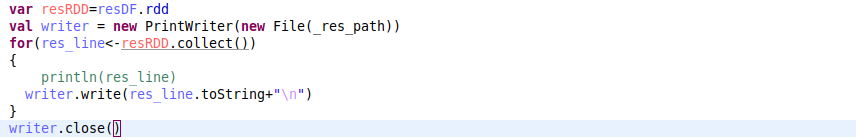 var resRDD=resDF.rdd
val writer = new PrintWriter(new File(_res_path))
for(res_line<-resRDD.collect())
{
    println(res_line)
  writer.write(res_line.toString+"\n")
}
writer.close()